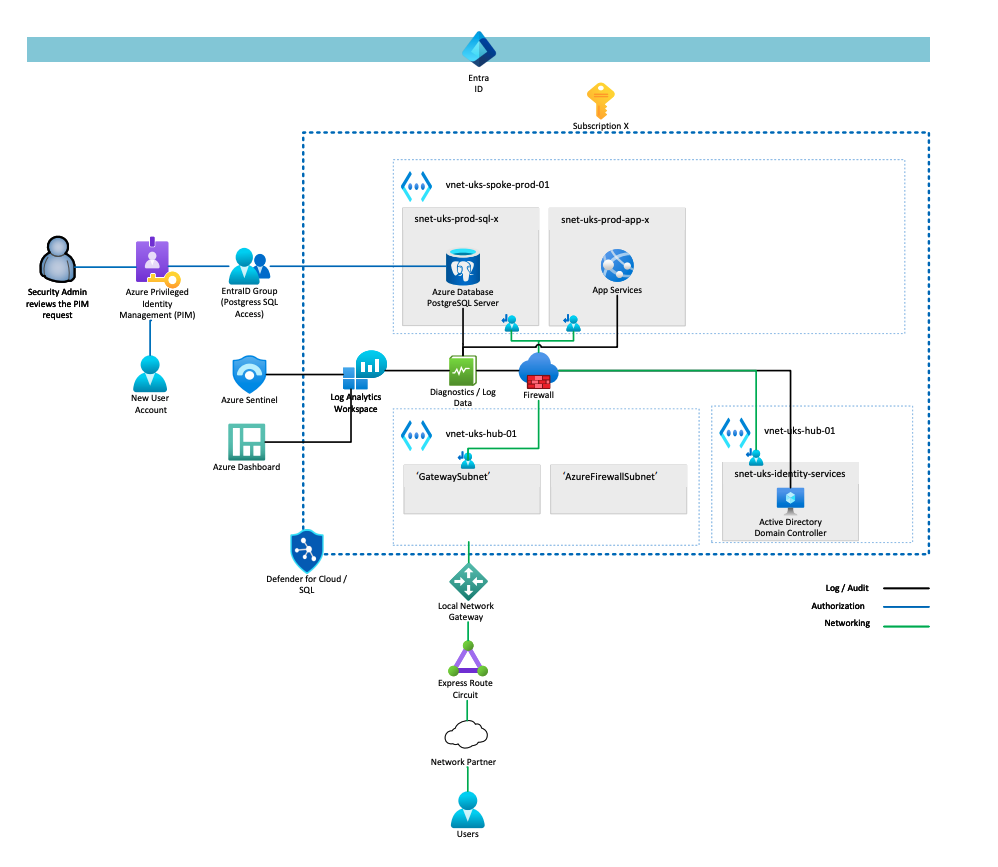 Entra
ID
Subscription X
vnet-uks-spoke-prod-01
snet-uks-prod-sql-x
snet-uks-prod-app-x
Azure Database
PostgreSQL Server
App Services
Security Admin
reviews the PIM
request
Azure Privileged
Identity
Management (PIM)
EntraID Group
(Postgress SQL
Access)
New User
Account
Azure Sentinel
Log Analytics
Workspace
Diagnostics / Log
Data
Firewall
Azure Dashboard
vnet-uks-hub-01
'GatewaySubnet'
'AzureFirewallSubnet'
vnet-uks-hub-01
snet-uks-identity-services
Active Directory
Domain Controller
Defender for Cloud /
SQL
Local Network
Gateway
Express Route
Circuit
Network Partner
Users
Log / Audit
Authorization
Networking